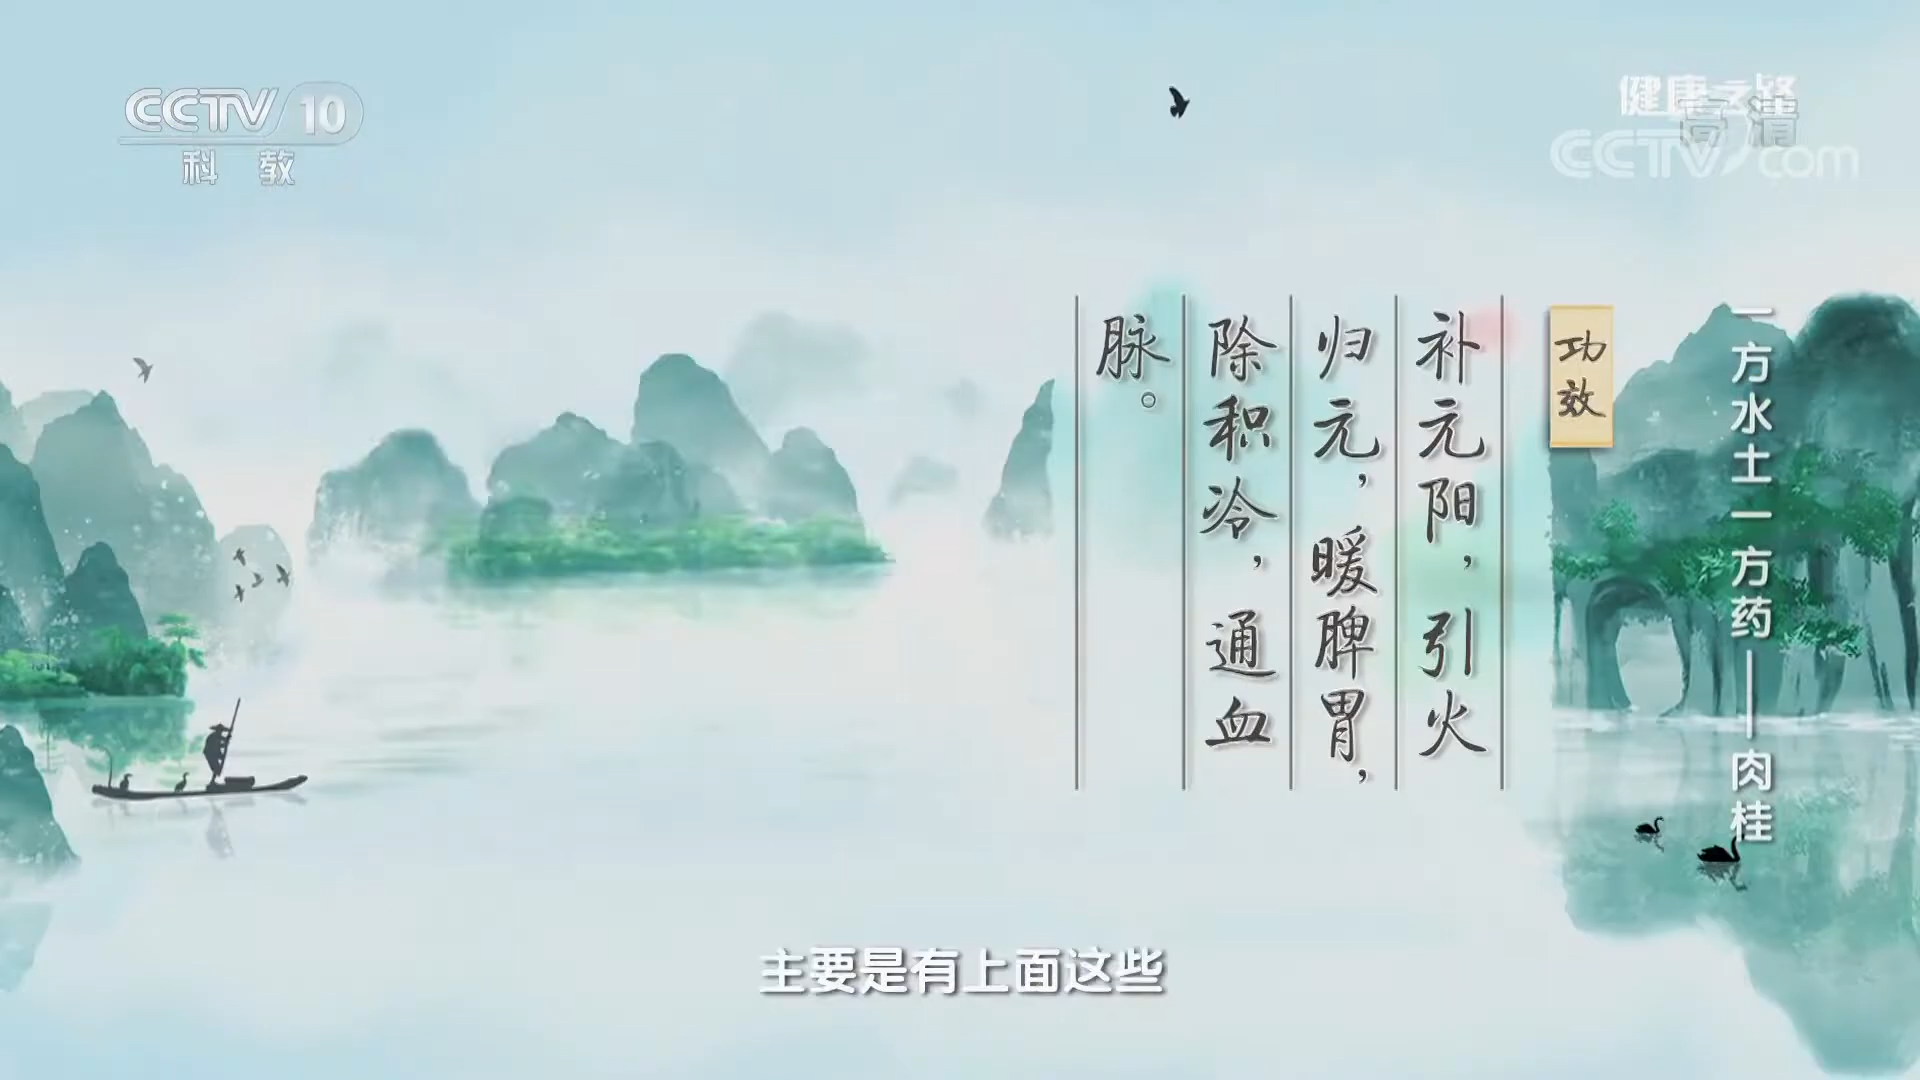 CCTV 10
科教
健康之路
高清
CCTV.com
一方水土一方药——肉桂
功效
补元阳，引火
归元，暖脾胃，
除积冷，通血
脉。
主要是有上面这些